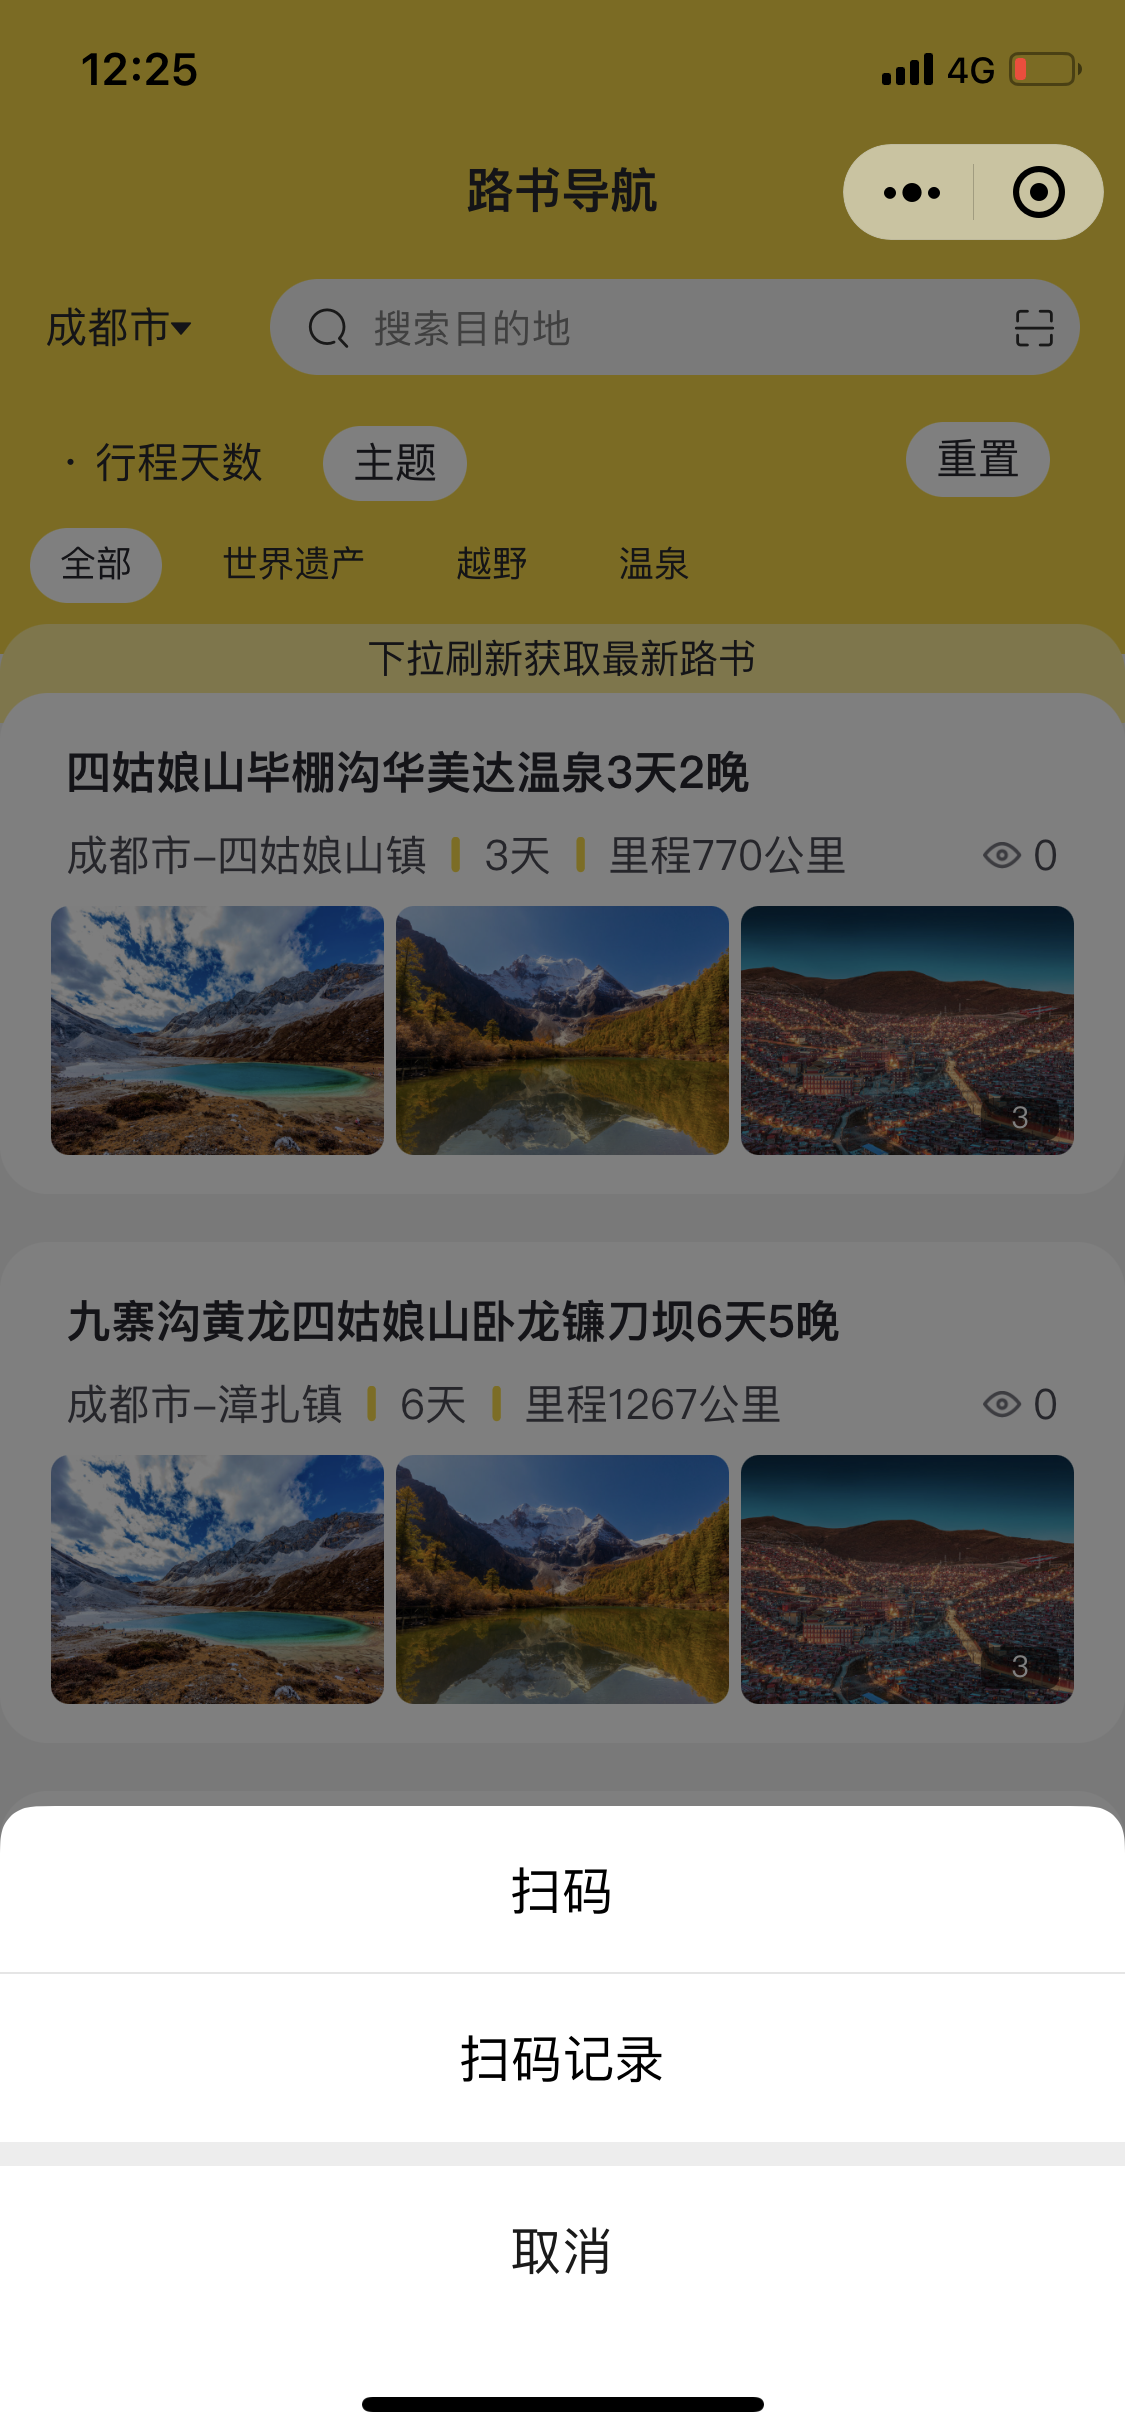 12:25
4G
路书导航
成都市
搜索目的地
· 行程天数
主题
重置
全部
世界遗产
越野
温泉
下拉刷新获取最新路书
四姑娘山毕棚沟华美达温泉3天2晚
成都市-四姑娘山镇 3天 里程770公里 0
3
九寨沟黄龙四姑娘山卧龙镰刀坝6天5晚
成都市-漳扎镇 6天 里程1267公里 0
3
扫码
扫码记录
取消